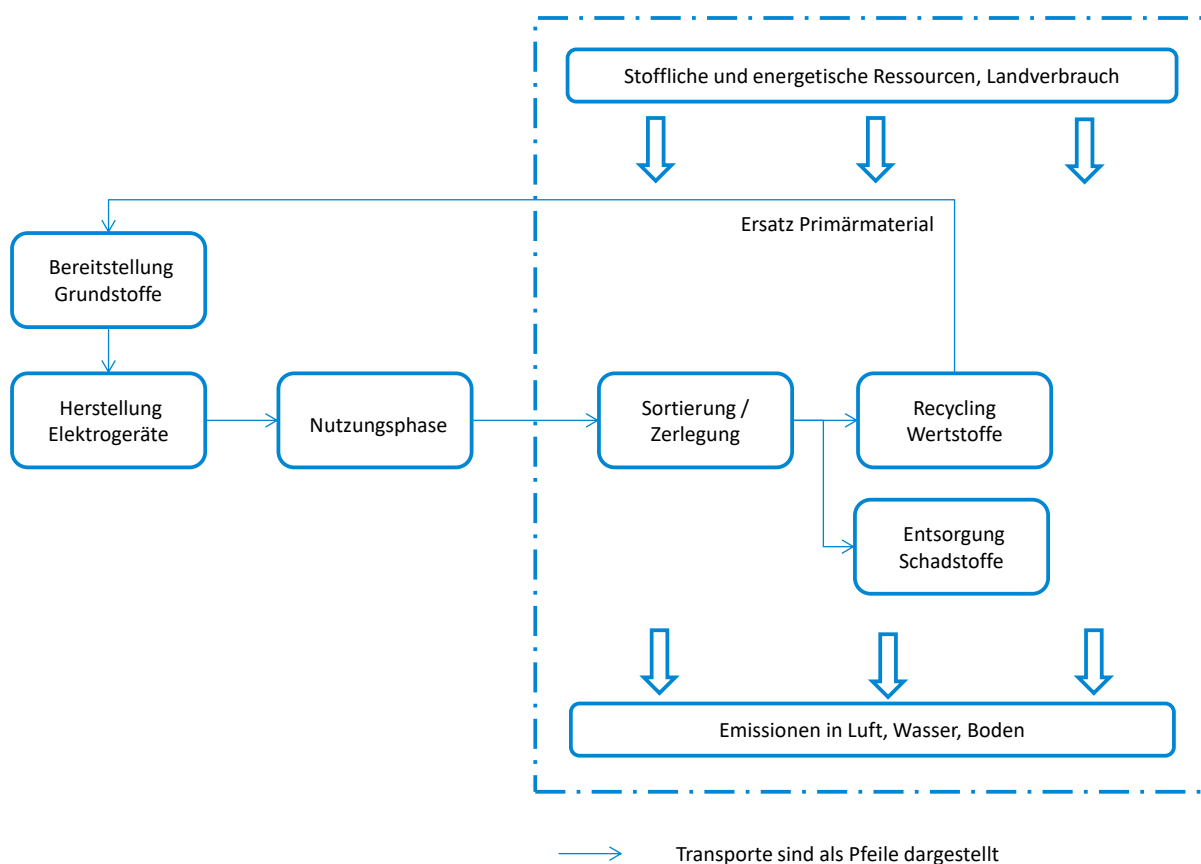 Stoffliche und energetische Ressourcen, Landverbrauch
Ersatz Primärmaterial
Bereitstellung
Grundstoffe
Herstellung
Elektrogeräte
Nutzungsphase
Sortierung /
Zerlegung
Recycling
Wertstoffe
Entsorgung
Schadstoffe
Emissionen in Luft, Wasser, Boden
Transporte sind als Pfeile dargestellt